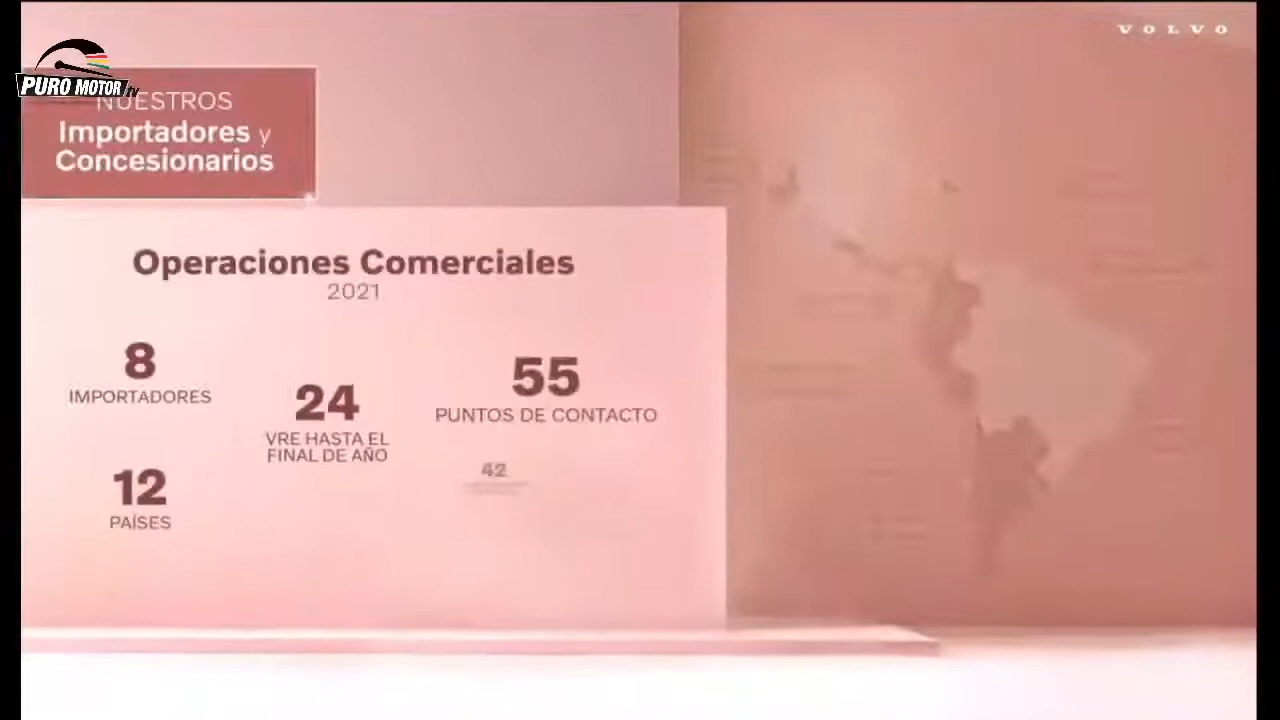 VOLVO
PURO MOTOR tv
NUESTROS
Importadores y
Concesionarios
Operaciones Comerciales
2021
8
IMPORTADORES
24
VRE HASTA EL
FINAL DE AÑO
55
PUNTOS DE CONTACTO
42
12
PAÍSES